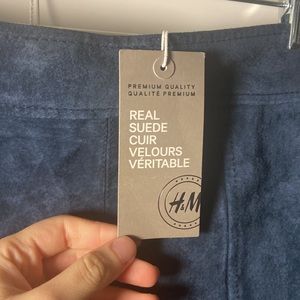 PREMIUM QUALITY
QUALITÉ PREMIUM
REAL
SUEDE
CUIR
VELOURS
VÉRITABLE
H&M